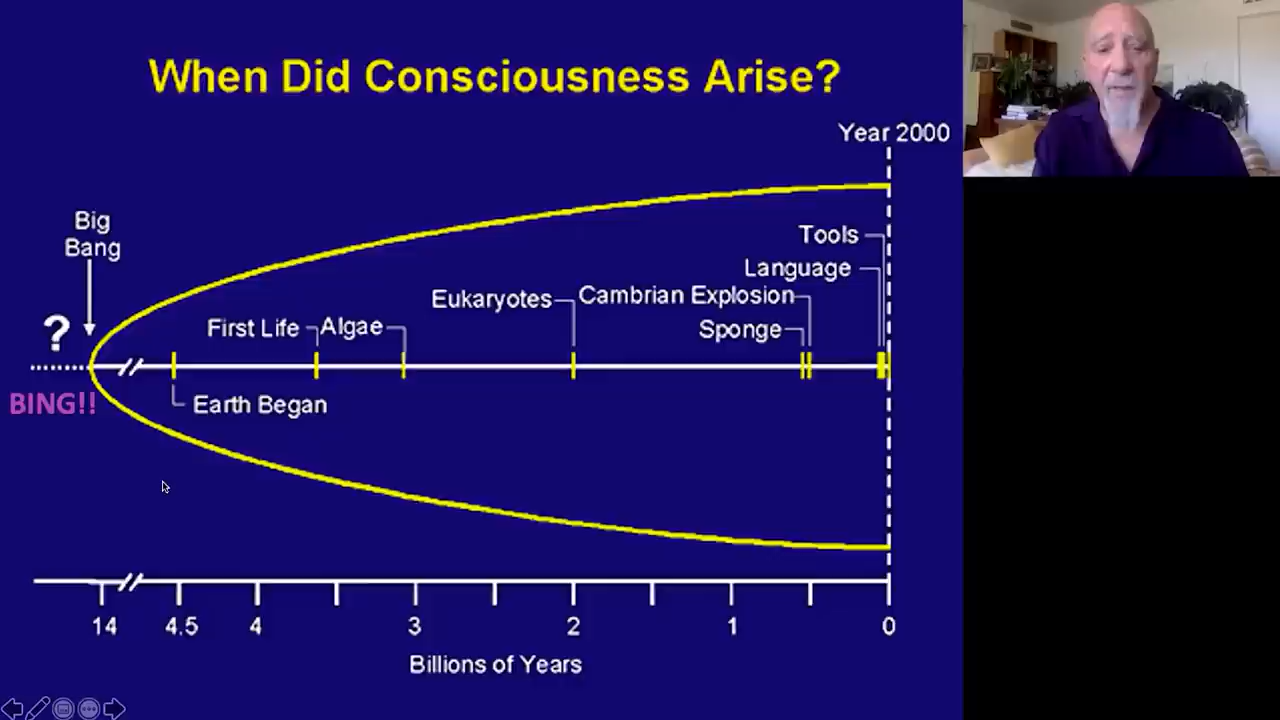 When Did Consciousness Arise?
Year 2000
Big
Bang
Tools
Language
Eukaryotes
Cambrian Explosion
First Life
Algae
Sponge
?
BING!!
Earth Began
14
4.5
4
3
2
1
0
Billions of Years